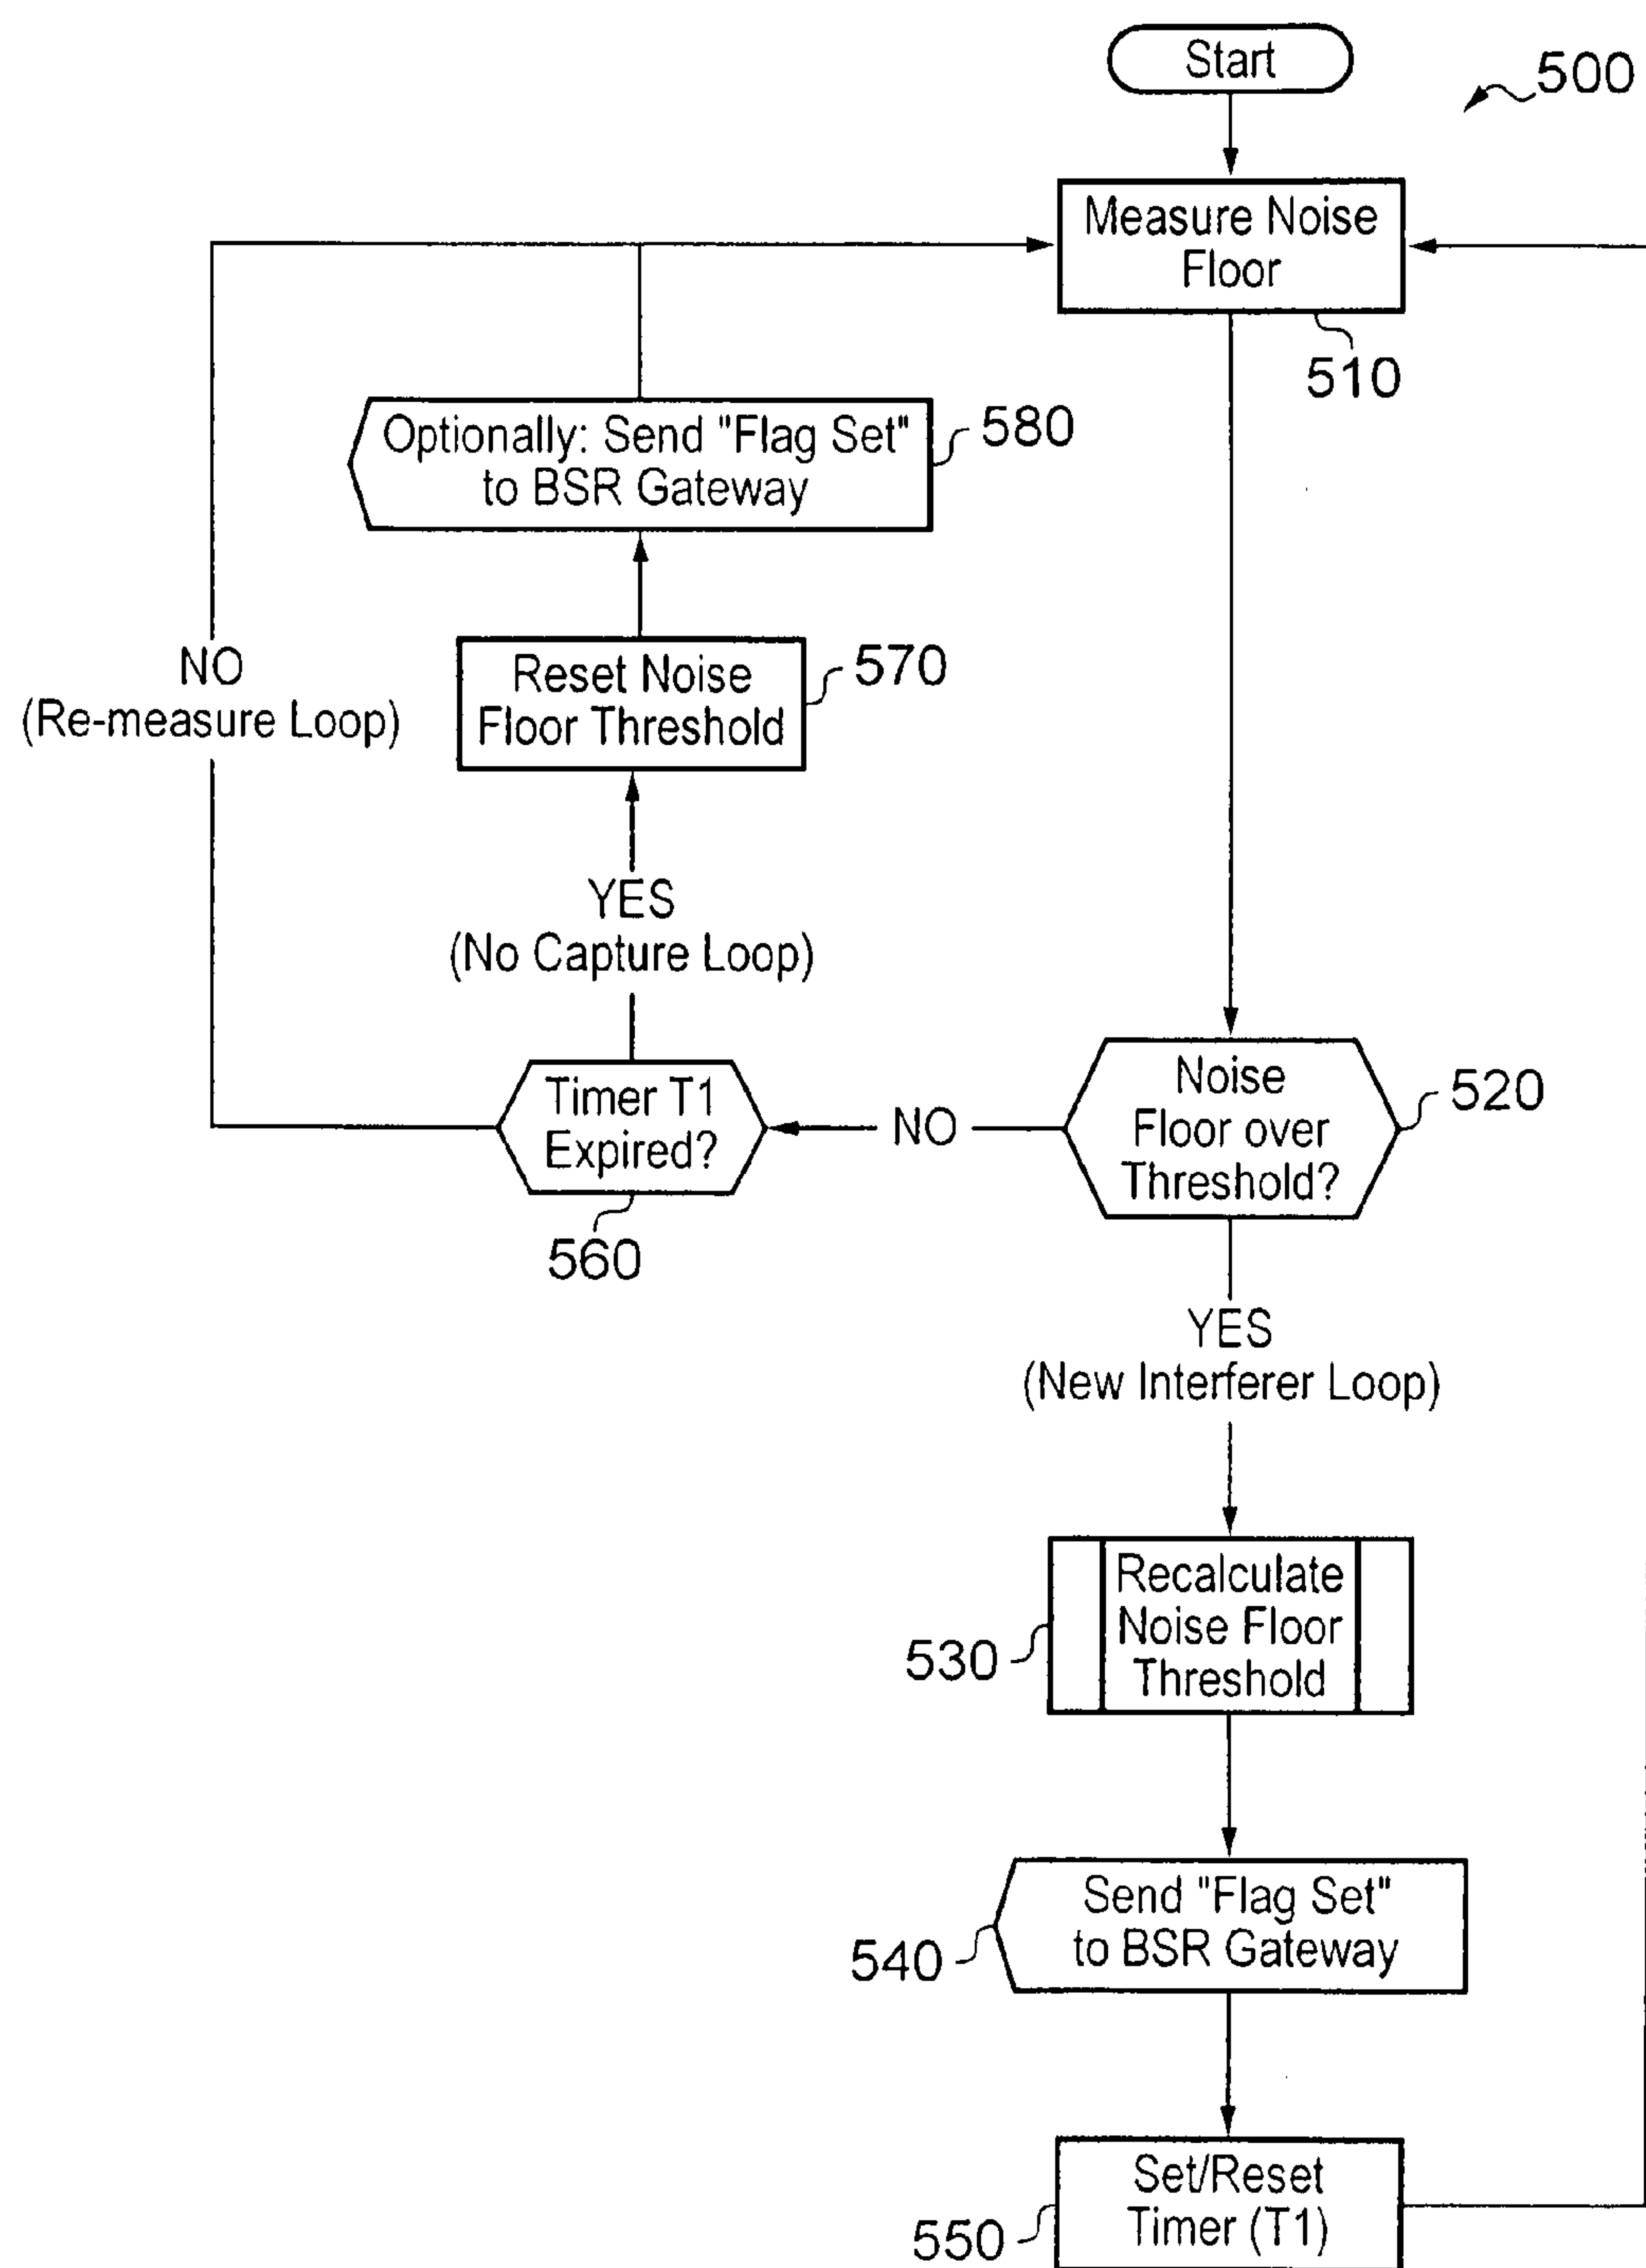 Start
500
Measure Noise
Floor
510
Optionally: Send "Flag Set"
to BSR Gateway
580
Reset Noise
Floor Threshold
570
NO
(Re-measure Loop)
YES
(No Capture Loop)
Timer T1
Expired?
560
NO
Noise
Floor over
Threshold?
520
YES
(New Interferer Loop)
Recalculate
Noise Floor
Threshold
530
Send "Flag Set"
to BSR Gateway
540
Set/Reset
Timer (T1)
550